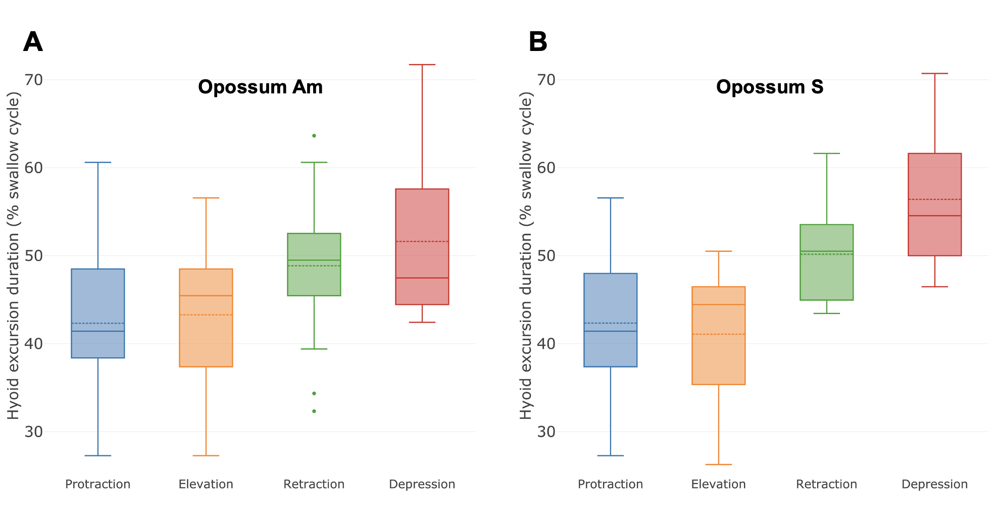 A
Opossum Am
Hyoid excursion duration (% swallow cycle)
70
60
50
40
30
Protraction
Elevation
Retraction
Depression
B
Opossum S
Hyoid excursion duration (% swallow cycle)
70
60
50
40
30
Protraction
Elevation
Retraction
Depression